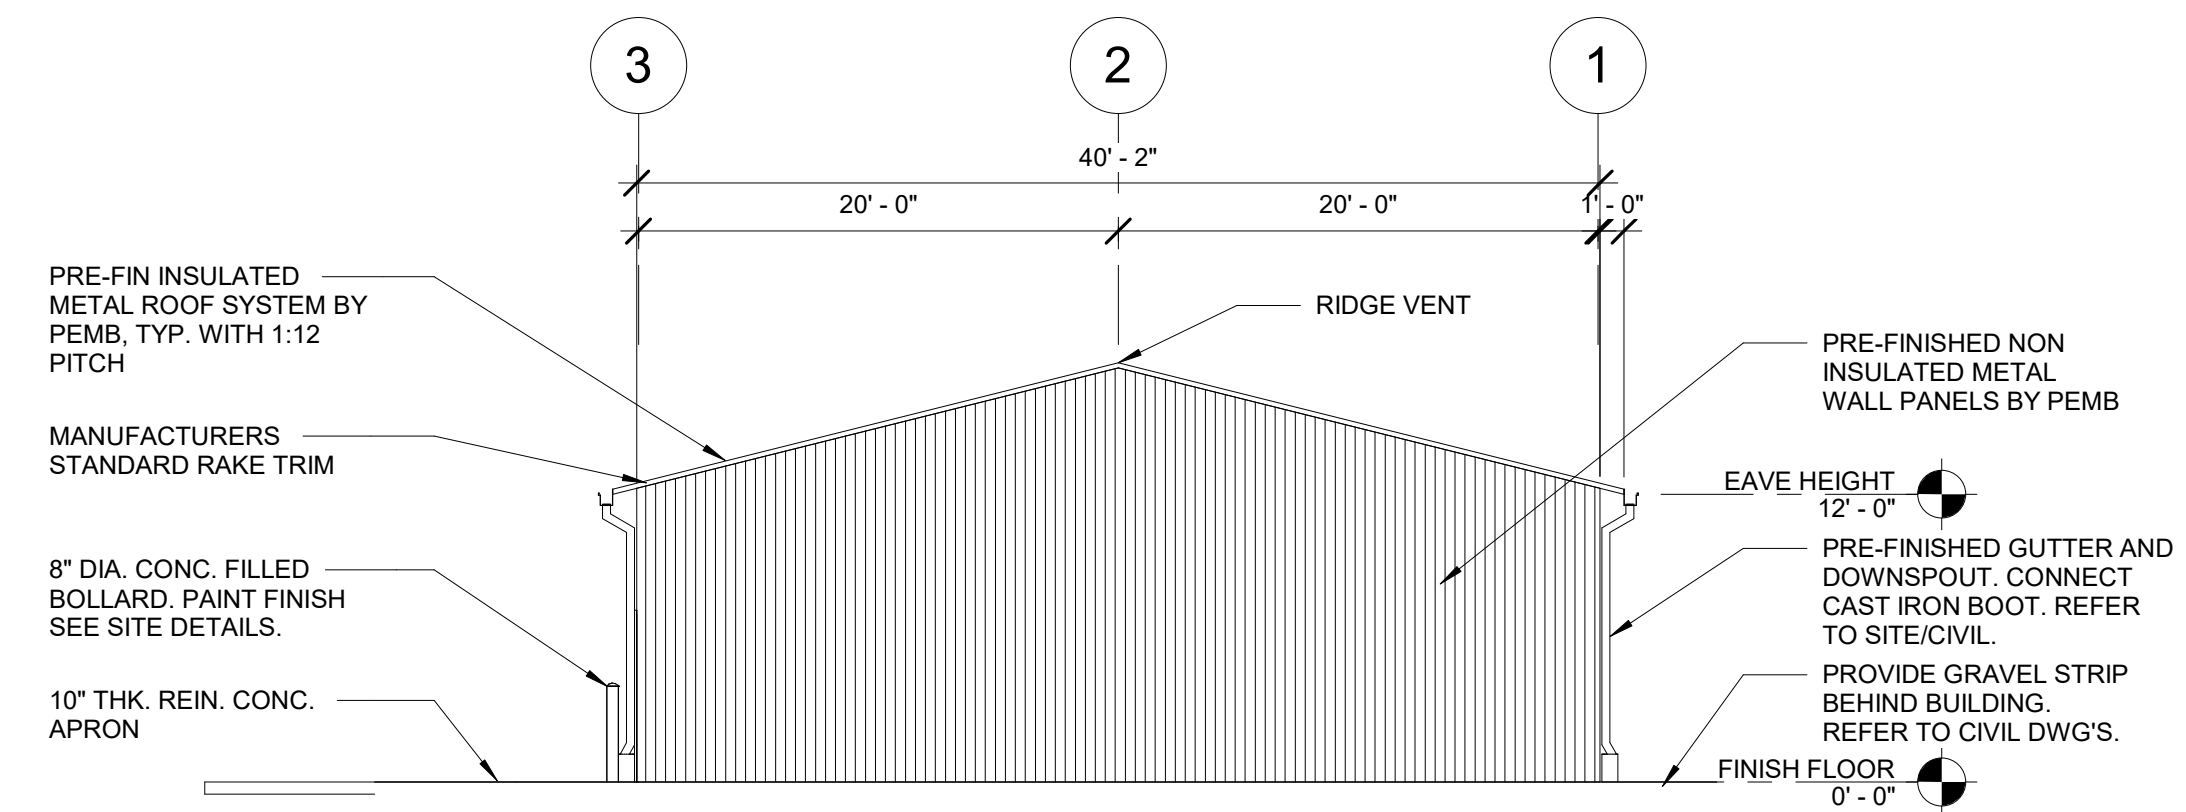 3
2
1
40' - 2"
20' - 0"
20' - 0"
1' - 0"
PRE-FIN INSULATED
METAL ROOF SYSTEM BY
PEMB, TYP. WITH 1:12
PITCH
RIDGE VENT
PRE-FINISHED NON
INSULATED METAL
WALL PANELS BY PEMB
MANUFACTURERS
STANDARD RAKE TRIM
EAVE HEIGHT
12' - 0"
8" DIA. CONC. FILLED
BOLLARD. PAINT FINISH
SEE SITE DETAILS.
PRE-FINISHED GUTTER AND
DOWNSPOUT. CONNECT
CAST IRON BOOT. REFER
TO SITE/CIVIL.
10" THK. REIN. CONC.
APRON
PROVIDE GRAVEL STRIP
BEHIND BUILDING.
REFER TO CIVIL DWG'S.
FINISH FLOOR
0' - 0"